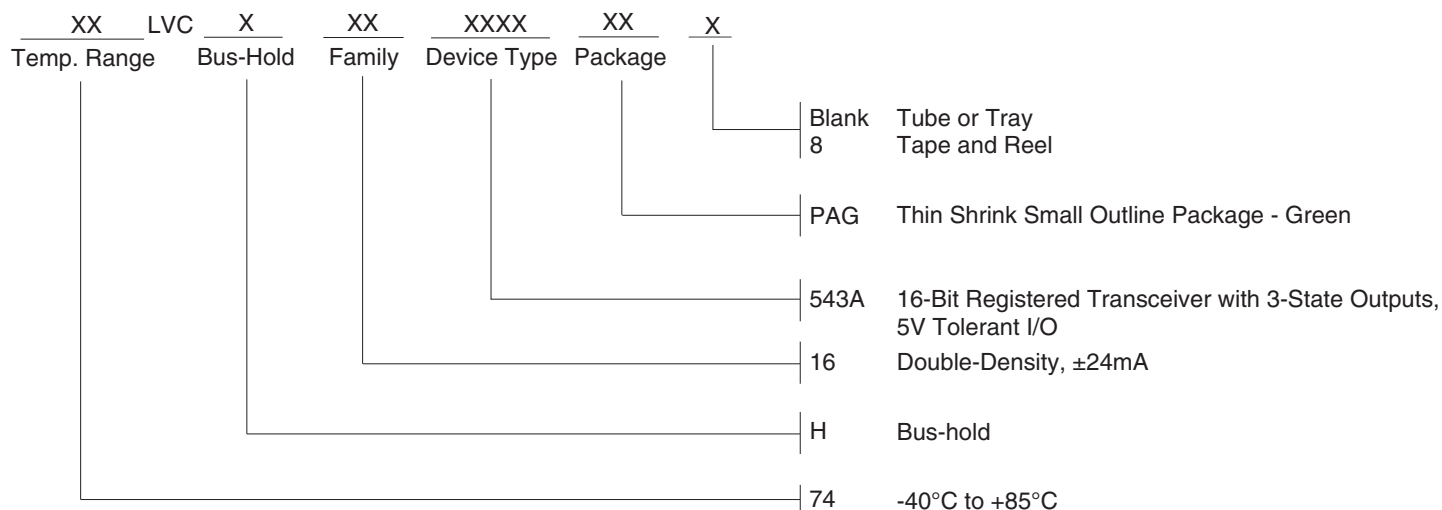 XX LVC X XX XXXX XX X
Temp. Range Bus-Hold Family Device Type Package
Blank Tube or Tray
8 Tape and Reel
PAG Thin Shrink Small Outline Package - Green
543A 16-Bit Registered Transceiver with 3-State Outputs,
5V Tolerant I/O
16 Double-Density, ±24mA
H Bus-hold
74 -40°C to +85°C